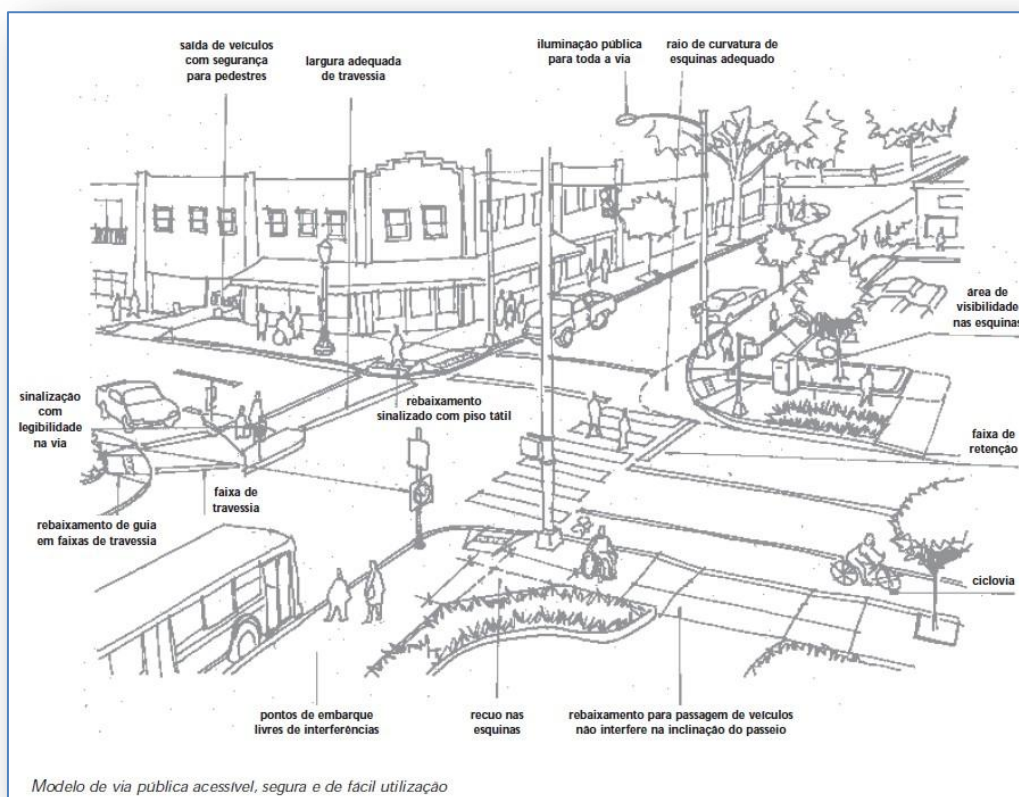 saída de veículos
com segurança
para pedestres
largura adequada
de travessia
iluminação pública
para toda a via
raio de curvatura de
esquinas adequado
área de
visibilidade
nas esquinas
sinalização
com
legibilidade
na via
rebaixamento
sinalizado com piso tátil
faixa de
retenção
faixa de
travessia
rebaixamento de guia
em faixas de travessia
ciclovia
pontos de embarque
livres de interferências
recuo nas
esquinas
rebaixamento para passagem de veículos
não interfere na inclinação do passeio
Modelo de via pública acessível, segura e de fácil utilização